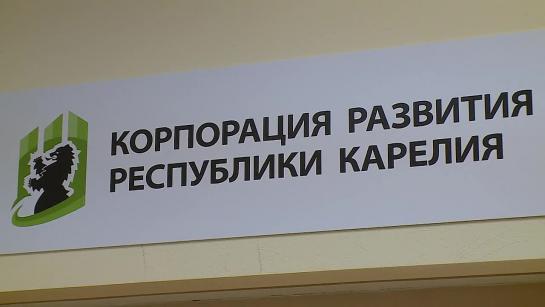 КОРПОРАЦИЯ РАЗВИТИЯ
РЕСПУБЛИКИ КАРЕЛИЯ